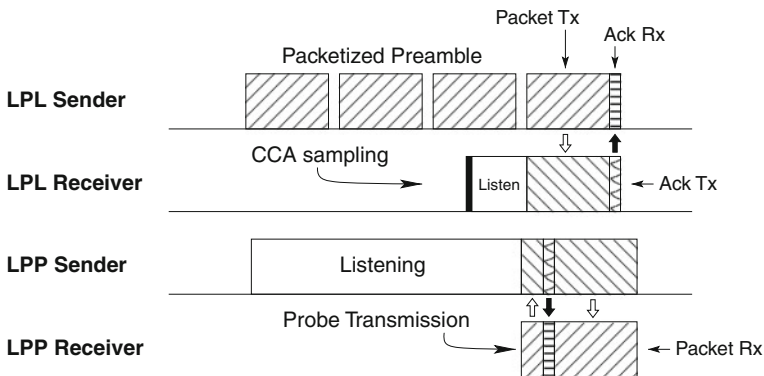 Packet Tx
Ack Rx
Packetized Preamble
LPL Sender
CCA sampling
LPL Receiver
Listen
Ack Tx
LPP Sender
Listening
Probe Transmission
LPP Receiver
Packet Rx